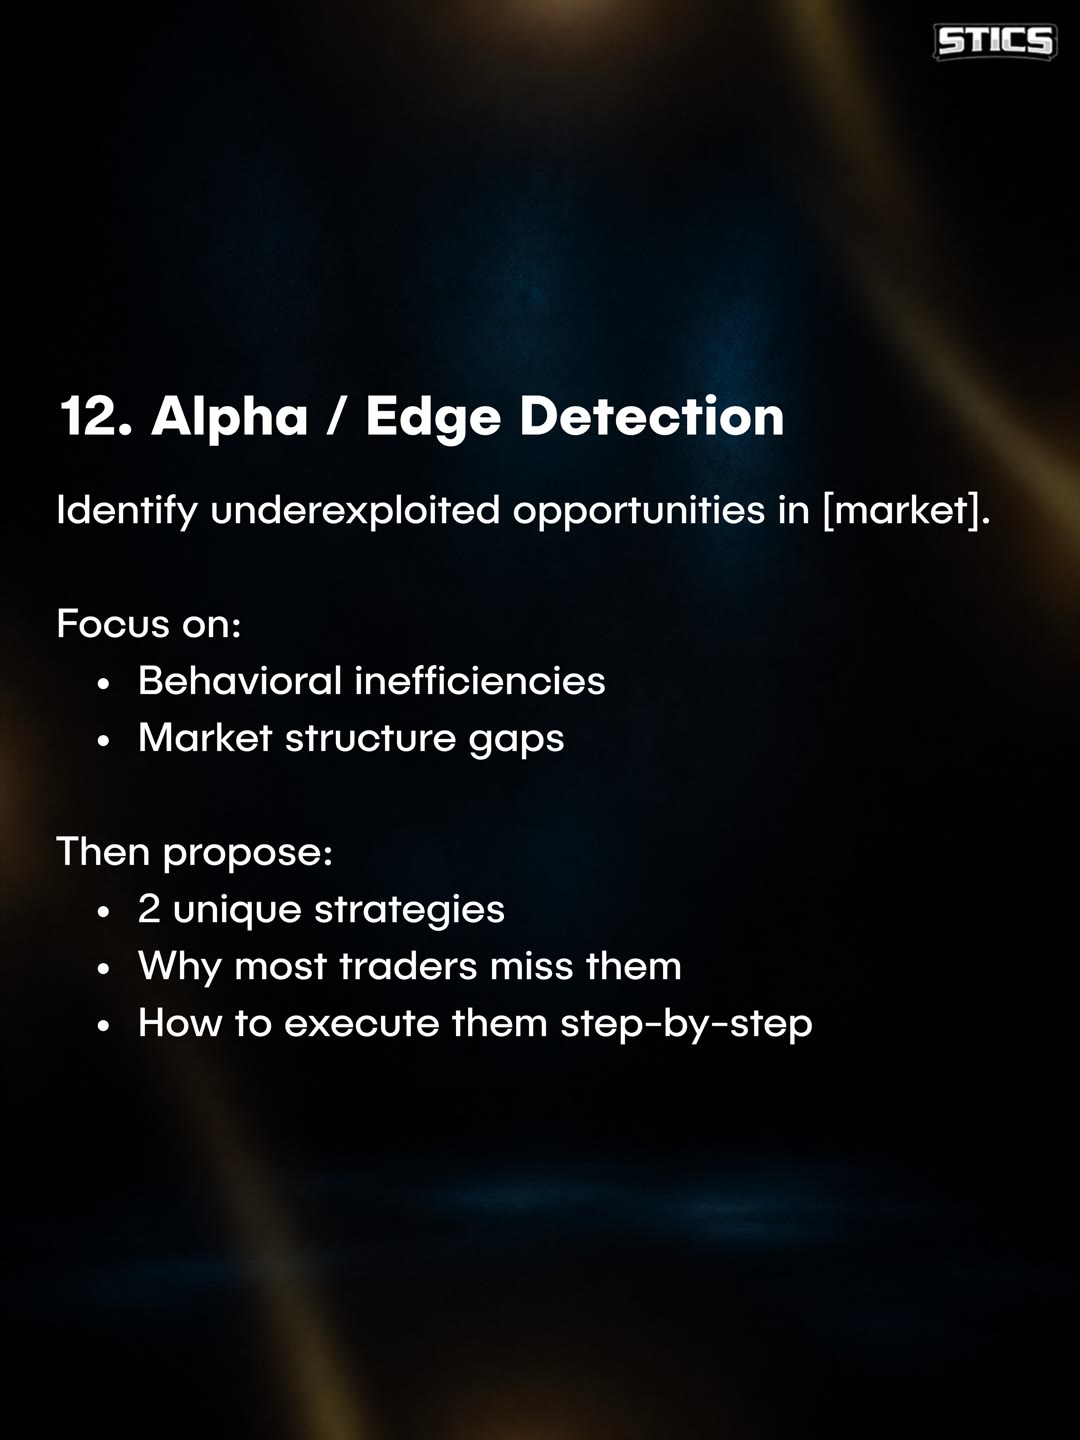 STICS
12. Alpha / Edge Detection
Identify underexploited opportunities in [market].
Focus on:
• Behavioral inefficiencies
• Market structure gaps
Then propose:
• 2 unique strategies
• Why most traders miss them
• How to execute them step-by-step